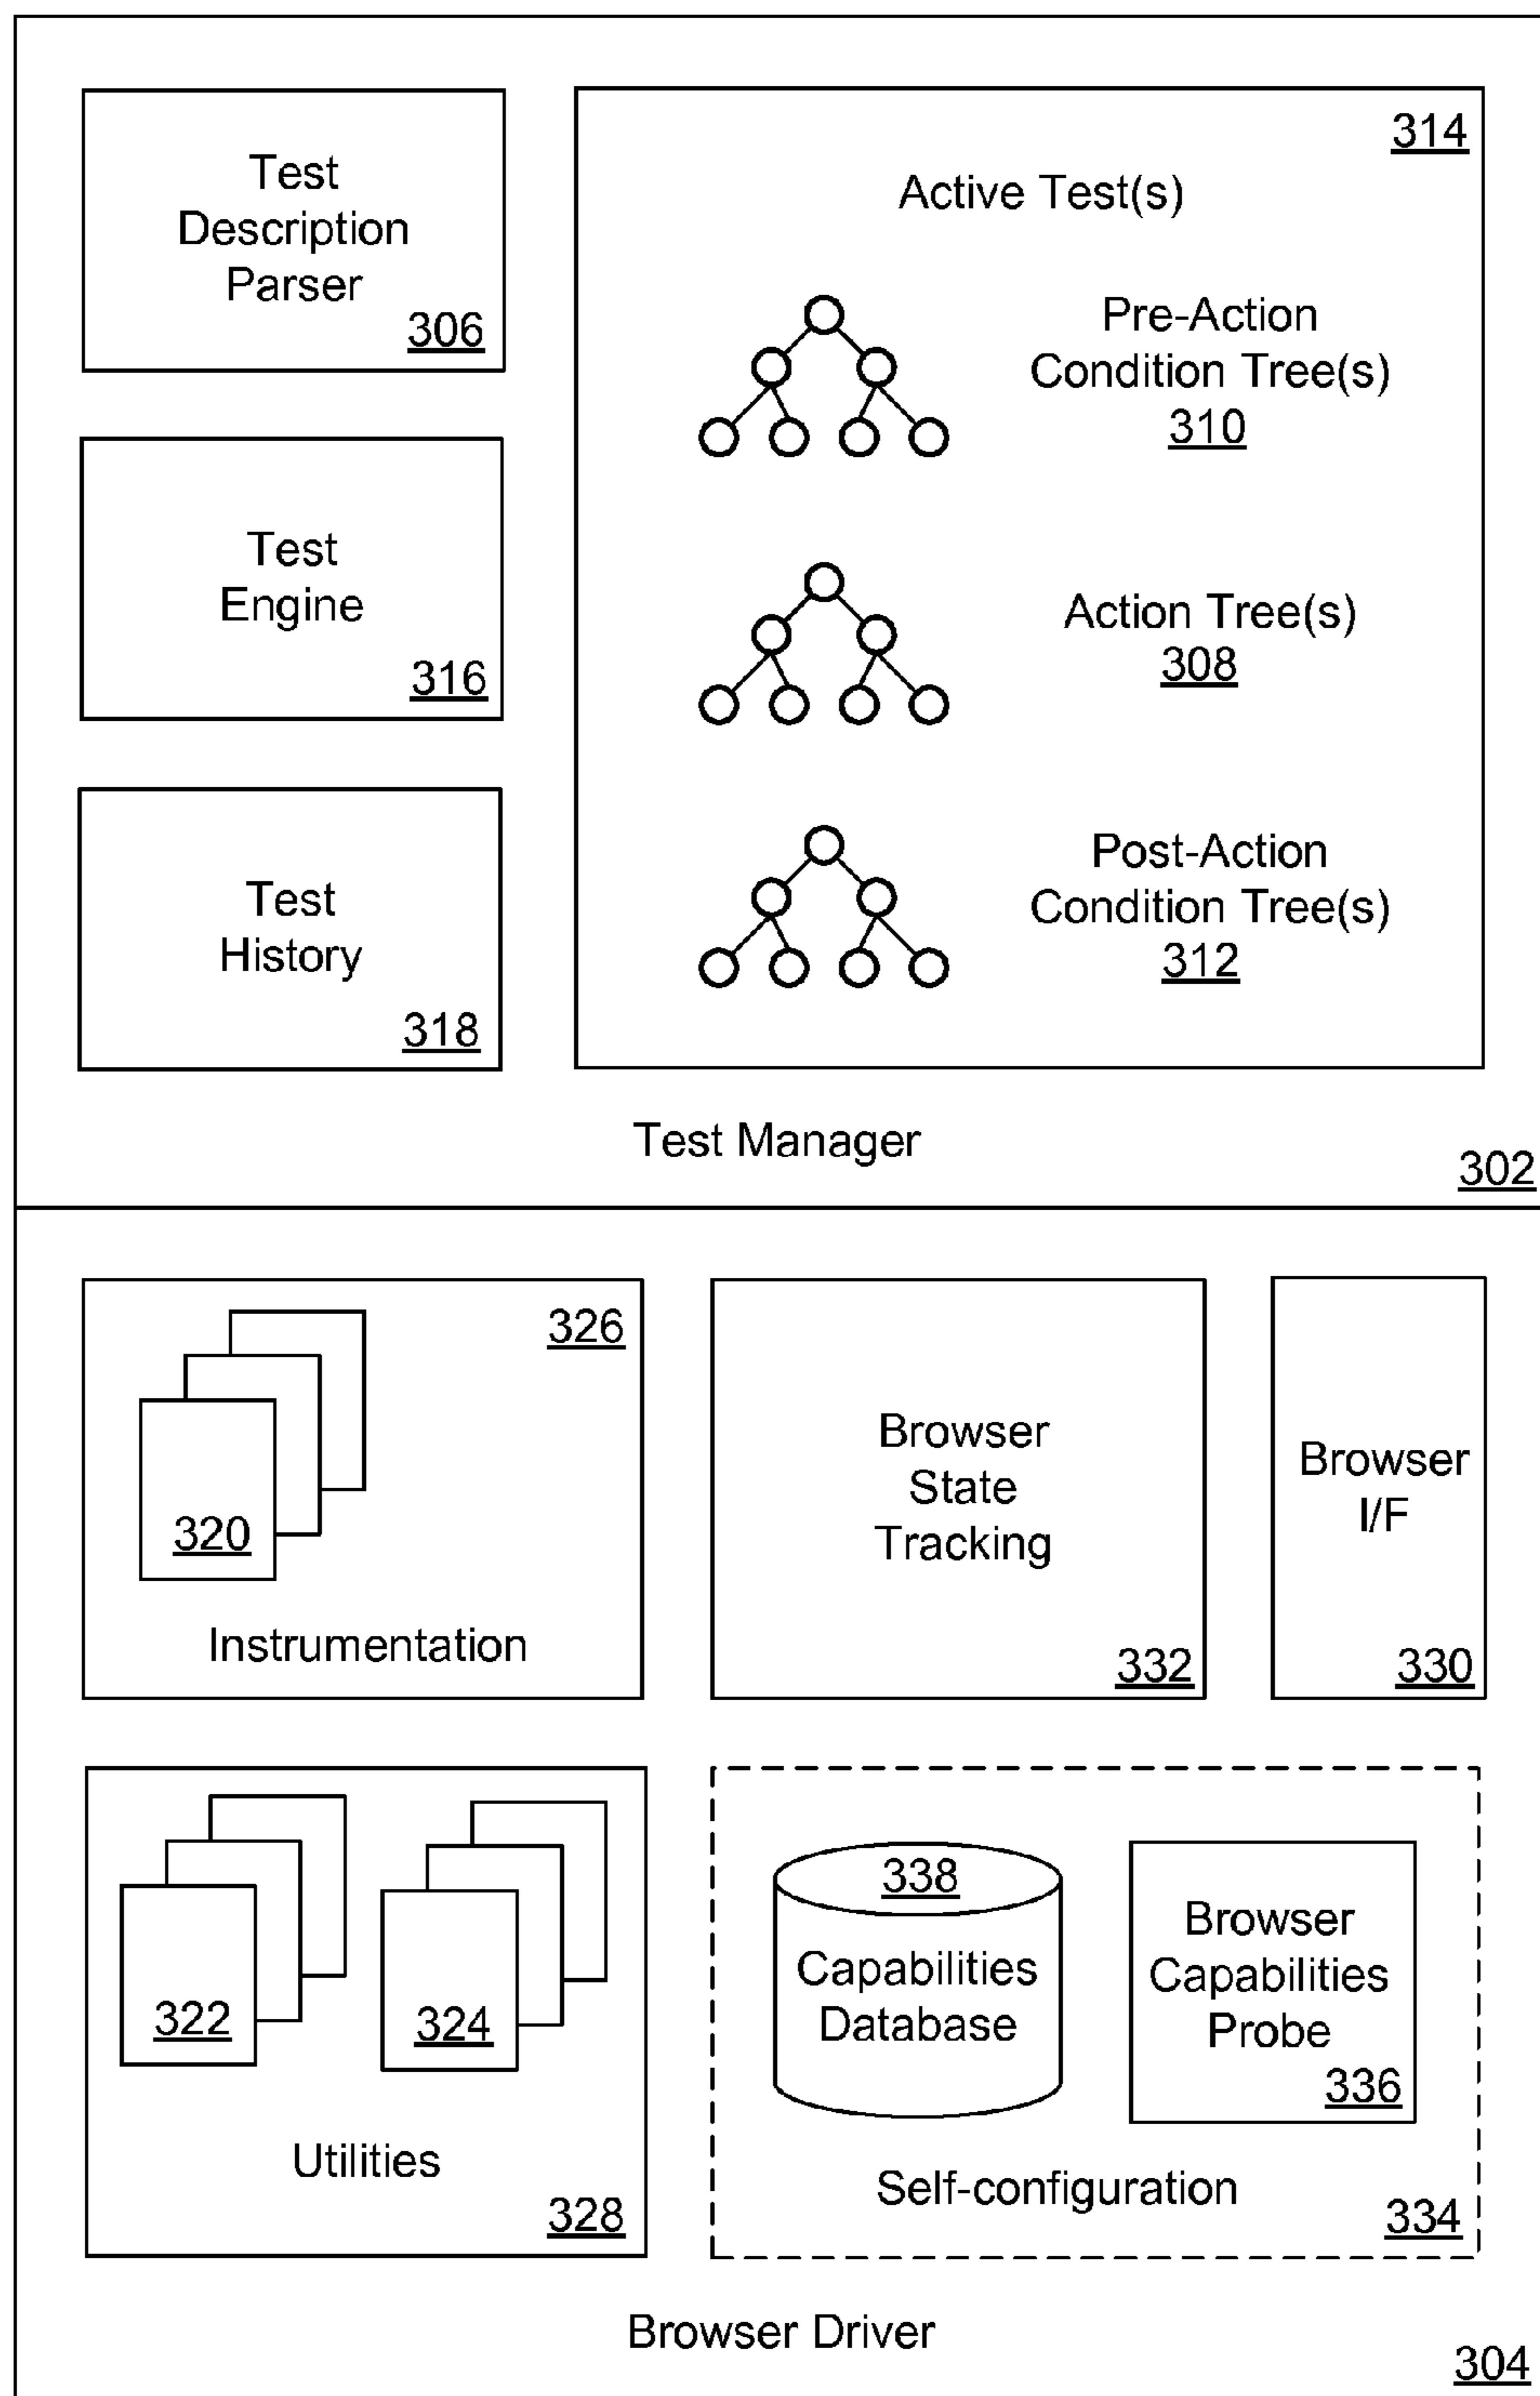 Test
Description
Parser
306
Test
Engine
316
Test
History
318
314
Active Test(s)
Pre-Action
Condition Tree(s)
310
Action Tree(s)
308
Post-Action
Condition Tree(s)
312
Test Manager
302
326
320
Instrumentation
Browser
State
Tracking
332
Browser
I/F
330
322
324
Utilities
328
338
Capabilities
Database
Browser
Capabilities
Probe
336
Self-configuration
334
Browser Driver
304